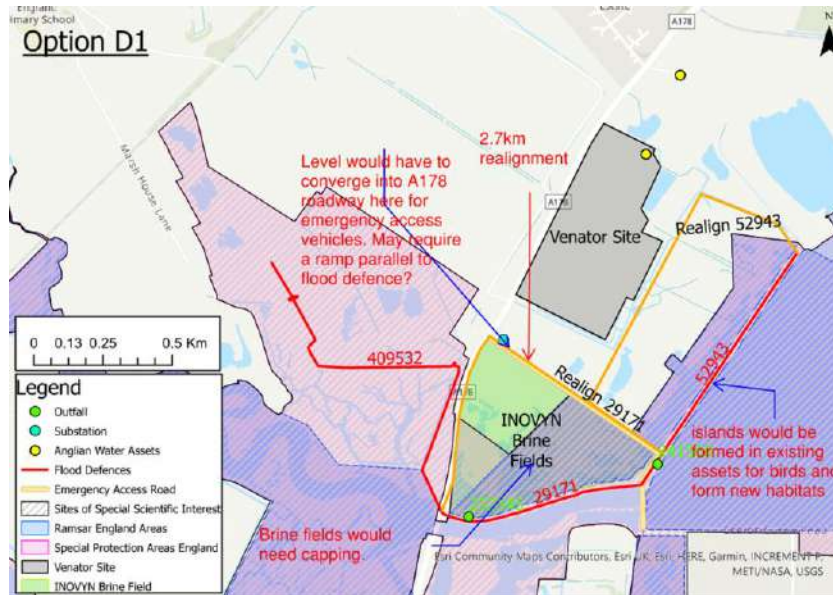 England
Primary School
Option D1
A178
N
Marsh House Lane
Level would have to
converge into A178
roadway here for
emergency access
vehicles. May require
a ramp parallel to
flood defence?
2.7km
realignment
A178
Venator Site
Realign 52943
0 0.13 0.25 0.5 Km
409532
Realign 29171
52943
INOVYN
Brine
Fields
29171
islands would be
formed in existing
assets for birds and
form new habitats
Brine fields would
need capping.
Legend
Outfall
Substation
Anglian Water Assets
Flood Defences
Emergency Access Road
Sites of Special Scientific Interest
Ramsar England Areas
Special Protection Areas England
Venator Site
INOVYN Brine Field
Esri Community Maps Contributors, Esri UK, Esri, HERE, Garmin, INCREMENT P,
METI/NASA, USGS